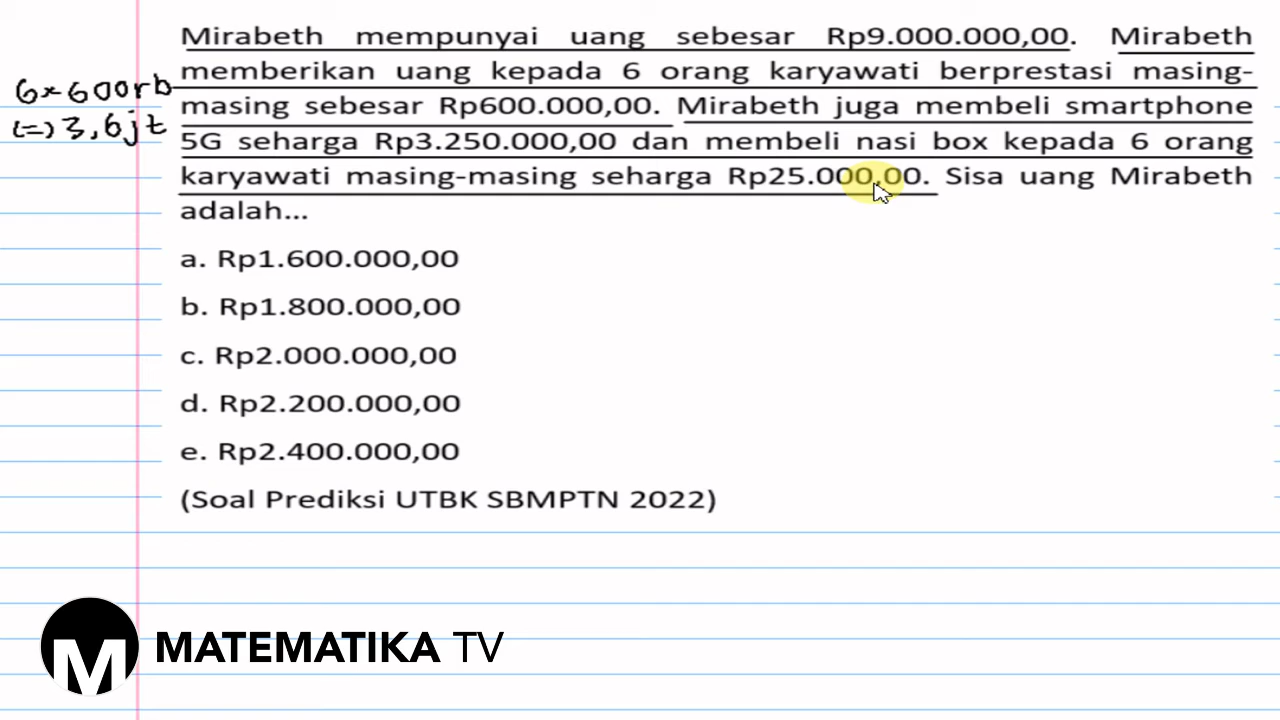 Mirabeth mempunyai uang sebesar Rp9.000.000,00. Mirabeth
memberikan uang kepada 6 orang karyawati berprestasi masing-
masing sebesar Rp600.000,00. Mirabeth juga membeli smartphone
5G seharga Rp3.250.000,00 dan membeli nasi box kepada 6 orang
karyawati masing-masing seharga Rp25.000,00. Sisa uang Mirabeth
adalah...
6x600rb
(=) 3,6jt
a. Rp1.600.000,00
b. Rp1.800.000,00
c. Rp2.000.000,00
d. Rp2.200.000,00
e. Rp2.400.000,00
(Soal Prediksi UTBK SBMPTN 2022)
M MATEMATIKA TV